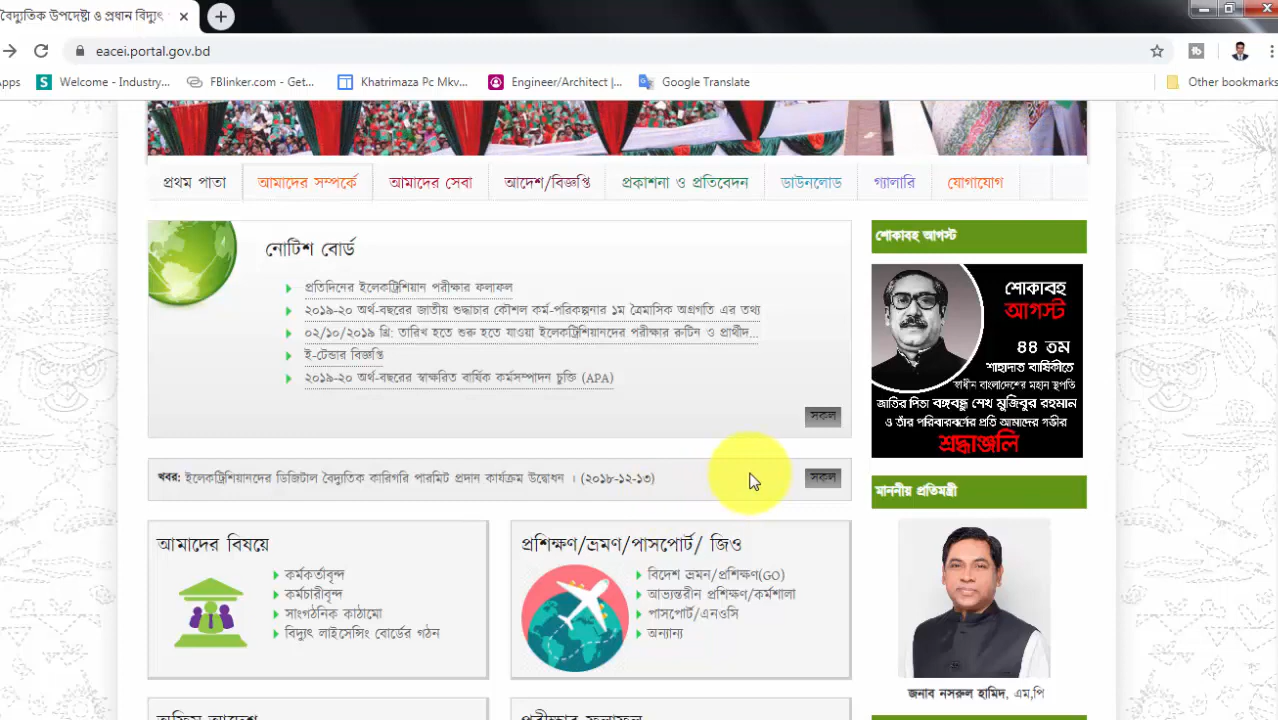 বৈদ্যুতিক উপদেষ্টা ও প্রধান বিদ্যুৎ
eacei.portal.gov.bd
Apps
Welcome - Industry...
FBlinker.com - Get...
Khatrimaza Pc Mkv...
Engineer/Architect |...
Google Translate
Other bookmarks
প্রথম পাতা
আমাদের সম্পর্কে
আমাদের সেবা
আদেশ/বিজ্ঞপ্তি
প্রকাশনা ও প্রতিবেদন
ডাউনলোড
গ্যালারি
যোগাযোগ
নোটিশ বোর্ড
প্রতিদিনের ইলেকট্রিশিয়ান পরীক্ষার ফলাফল
২০১৯-২০ অর্থ-বছরের জাতীয় শুদ্ধাচার কৌশল কর্ম-পরিকল্পনার ১ম ত্রৈমাসিক অগ্রগতি এর তথ্য
০২/১০/২০১৯ খ্রি: তারিখ হতে শুরু হতে যাওয়া ইলেকট্রিশিয়ানদের পরীক্ষার রুটিন ও প্রার্থীদ...
ই-টেন্ডার বিজ্ঞপ্তি
২০১৯-২০ অর্থ-বছরের স্বাক্ষরিত বার্ষিক কর্মসম্পাদন চুক্তি (APA)
সকল
খবর: ইলেকট্রিশিয়ানদের ডিজিটাল বৈদ্যুতিক কারিগরি পারমিট প্রদান কার্যক্রম উদ্বোধন । (২০১৮-১২-১৩)
সকল
আমাদের বিষয়ে
কর্মকর্তাবৃন্দ
কর্মচারীবৃন্দ
সাংগঠনিক কাঠামো
বিদ্যুৎ লাইসেন্সিং বোর্ডের গঠন
প্রশিক্ষণ/ভ্রমণ/পাসপোর্ট/ জিও
বিদেশ ভ্রমন/প্রশিক্ষণ(GO)
আভ্যন্তরীন প্রশিক্ষণ/কর্মশালা
পাসপোর্ট/এনওসি
অন্যান্য
শোকাবহ আগস্ট
শোকাবহ
আগস্ট
৪৪ তম
শাহাদাত বার্ষিকীতে
স্বাধীন বাংলাদেশের মহান স্থপতি
জাতির পিতা বঙ্গবন্ধু শেখ মুজিবুর রহমান
ও তাঁর পরিবারবর্গের প্রতি আমাদের গভীর
শ্রদ্ধাঞ্জলি
মাননীয় প্রতিমন্ত্রী
জনাব নসরুল হামিদ, এম,পি